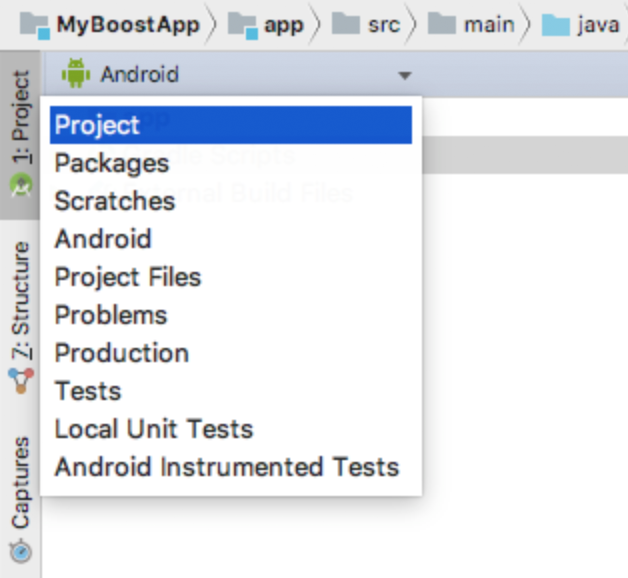 MyBoostApp app src main java
Android
1: Project
Project
Packages
Scratches
Android
Project Files
Problems
Production
Tests
Local Unit Tests
Android Instrumented Tests
7: Structure
Captures